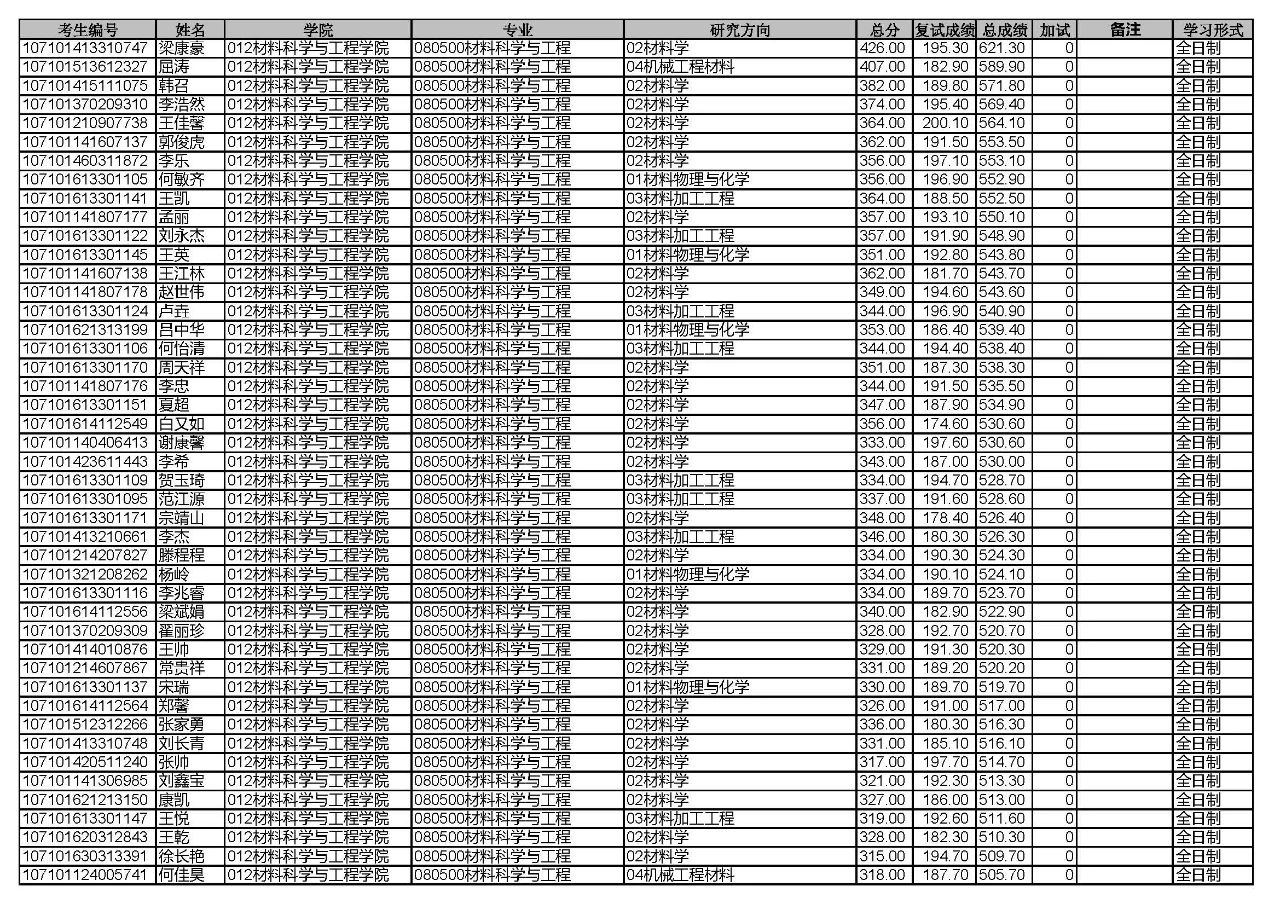 考生编号 姓名 学院 专业 研究方向 总分 复试成绩 总成绩 加试 备注 学习形式
107101413310747 梁康豪 012材料科学与工程学院 080500材料科学与工程 02材料学 426.00 195.30 621.30 0 全日制
107101513612327 屈涛 012材料科学与工程学院 080500材料科学与工程 04机械工程材料 407.00 182.90 589.90 0 全日制
107101415111075 韩召 012材料科学与工程学院 080500材料科学与工程 02材料学 382.00 189.80 571.80 0 全日制
107101370209310 李浩然 012材料科学与工程学院 080500材料科学与工程 02材料学 374.00 195.40 569.40 0 全日制
107101210907738 王佳馨 012材料科学与工程学院 080500材料科学与工程 02材料学 364.00 200.10 564.10 0 全日制
107101141607137 郭俊虎 012材料科学与工程学院 080500材料科学与工程 02材料学 362.00 191.50 553.50 0 全日制
107101460311872 李乐 012材料科学与工程学院 080500材料科学与工程 02材料学 356.00 197.10 553.10 0 全日制
107101613301105 何敏齐 012材料科学与工程学院 080500材料科学与工程 01材料物理与化学 356.00 196.90 552.90 0 全日制
107101613301141 王凯 012材料科学与工程学院 080500材料科学与工程 03材料加工工程 364.00 188.50 552.50 0 全日制
107101141807177 孟丽 012材料科学与工程学院 080500材料科学与工程 02材料学 357.00 193.10 550.10 0 全日制
107101613301122 刘永杰 012材料科学与工程学院 080500材料科学与工程 03材料加工工程 357.00 191.90 548.90 0 全日制
107101613301145 王英 012材料科学与工程学院 080500材料科学与工程 01材料物理与化学 351.00 192.80 543.80 0 全日制
107101141607138 王江林 012材料科学与工程学院 080500材料科学与工程 02材料学 362.00 181.70 543.70 0 全日制
107101141807178 赵世伟 012材料科学与工程学院 080500材料科学与工程 02材料学 349.00 194.60 543.60 0 全日制
107101613301124 卢垚 012材料科学与工程学院 080500材料科学与工程 03材料加工工程 344.00 196.90 540.90 0 全日制
107101621313199 吕中华 012材料科学与工程学院 080500材料科学与工程 01材料物理与化学 353.00 186.40 539.40 0 全日制
107101613301106 何怡清 012材料科学与工程学院 080500材料科学与工程 03材料加工工程 344.00 194.40 538.40 0 全日制
107101613301170 周天祥 012材料科学与工程学院 080500材料科学与工程 02材料学 351.00 187.30 538.30 0 全日制
107101141807176 李忠 012材料科学与工程学院 080500材料科学与工程 02材料学 344.00 191.50 535.50 0 全日制
107101613301151 夏超 012材料科学与工程学院 080500材料科学与工程 02材料学 347.00 187.90 534.90 0 全日制
107101614112549 白又如 012材料科学与工程学院 080500材料科学与工程 02材料学 356.00 174.60 530.60 0 全日制
107101140406413 谢康馨 012材料科学与工程学院 080500材料科学与工程 02材料学 333.00 197.60 530.60 0 全日制
107101423611443 李希 012材料科学与工程学院 080500材料科学与工程 02材料学 343.00 187.00 530.00 0 全日制
107101613301109 贺玉琦 012材料科学与工程学院 080500材料科学与工程 03材料加工工程 334.00 194.70 528.70 0 全日制
107101613301095 范江源 012材料科学与工程学院 080500材料科学与工程 03材料加工工程 337.00 191.60 528.60 0 全日制
107101613301171 宗靖山 012材料科学与工程学院 080500材料科学与工程 02材料学 348.00 178.40 526.40 0 全日制
107101413210661 李杰 012材料科学与工程学院 080500材料科学与工程 03材料加工工程 346.00 180.30 526.30 0 全日制
107101214207827 滕程程 012材料科学与工程学院 080500材料科学与工程 02材料学 334.00 190.30 524.30 0 全日制
107101321208262 杨岭 012材料科学与工程学院 080500材料科学与工程 01材料物理与化学 334.00 190.10 524.10 0 全日制
107101613301116 李兆睿 012材料科学与工程学院 080500材料科学与工程 02材料学 334.00 189.70 523.70 0 全日制
107101614112556 梁斌娟 012材料科学与工程学院 080500材料科学与工程 02材料学 340.00 182.90 522.90 0 全日制
107101370209309 翟丽珍 012材料科学与工程学院 080500材料科学与工程 02材料学 328.00 192.70 520.70 0 全日制
107101414010876 王帅 012材料科学与工程学院 080500材料科学与工程 02材料学 329.00 191.30 520.30 0 全日制
107101214607867 常贵祥 012材料科学与工程学院 080500材料科学与工程 02材料学 331.00 189.20 520.20 0 全日制
107101613301137 宋瑞 012材料科学与工程学院 080500材料科学与工程 01材料物理与化学 330.00 189.70 519.70 0 全日制
107101614112564 郑馨 012材料科学与工程学院 080500材料科学与工程 02材料学 326.00 191.00 517.00 0 全日制
107101512312266 张家勇 012材料科学与工程学院 080500材料科学与工程 02材料学 336.00 180.30 516.30 0 全日制
107101413310748 刘长青 012材料科学与工程学院 080500材料科学与工程 02材料学 331.00 185.10 516.10 0 全日制
107101420511240 张帅 012材料科学与工程学院 080500材料科学与工程 02材料学 317.00 197.70 514.70 0 全日制
107101141306985 刘鑫宝 012材料科学与工程学院 080500材料科学与工程 02材料学 321.00 192.30 513.30 0 全日制
107101621213150 康凯 012材料科学与工程学院 080500材料科学与工程 02材料学 327.00 186.00 513.00 0 全日制
107101613301147 王悦 012材料科学与工程学院 080500材料科学与工程 03材料加工工程 319.00 192.60 511.60 0 全日制
107101620312843 王乾 012材料科学与工程学院 080500材料科学与工程 02材料学 328.00 182.30 510.30 0 全日制
107101630313391 徐长艳 012材料科学与工程学院 080500材料科学与工程 02材料学 315.00 194.70 509.70 0 全日制
107101124005741 何佳昊 012材料科学与工程学院 080500材料科学与工程 04机械工程材料 318.00 187.70 505.70 0 全日制